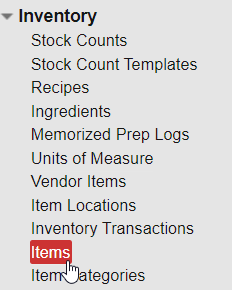 Inventory
Stock Counts
Stock Count Templates
Recipes
Ingredients
Memorized Prep Logs
Units of Measure
Vendor Items
Item Locations
Inventory Transactions
Items
Item Categories